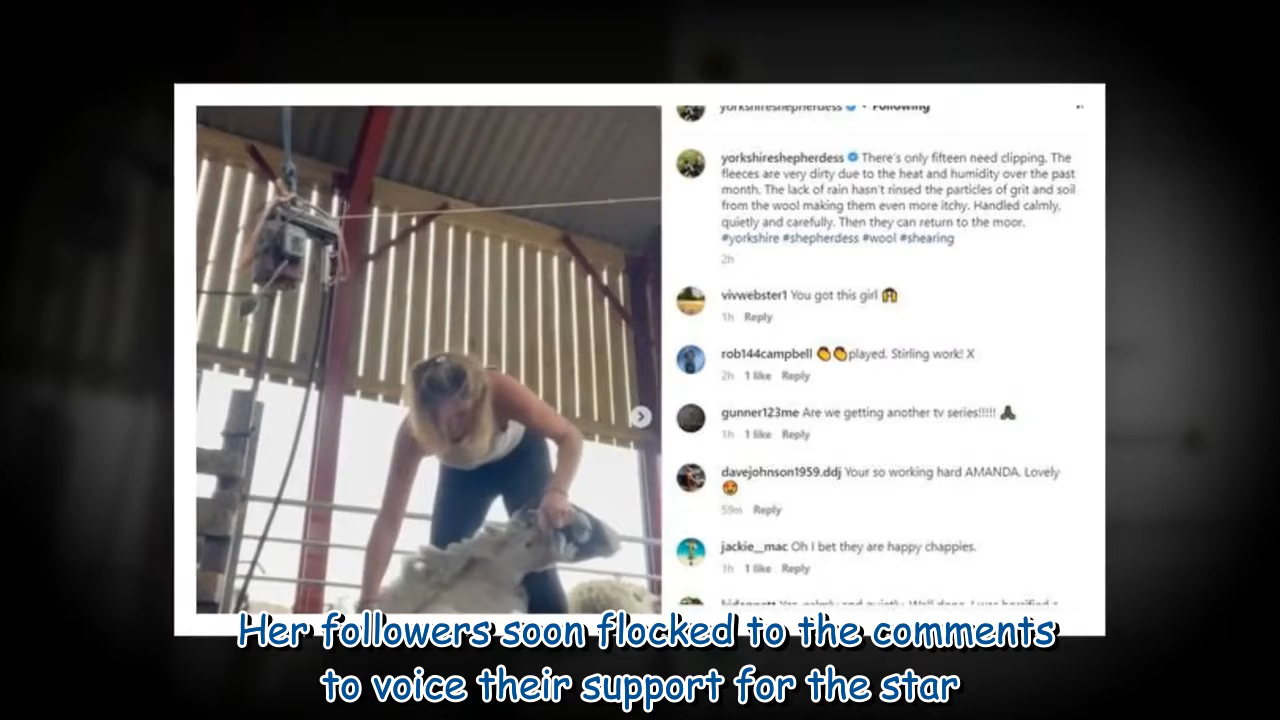 yorkshireshepherdess • Following
yorkshireshepherdess There's only fifteen need clipping. The
fleeces are very dirty due to the heat and humidity over the past
month. The lack of rain hasn't rinsed the particles of grit and soil
from the wool making them even more itchy. Handled calmly,
quietly and carefully. Then they can return to the moor.
#yorkshire #shepherdess #wool #shearing
2h
vivwebster1 You got this girl
1h Reply
rob144campbell played. Stirling work! X
2h 1 like Reply
gunner123me Are we getting another tv series!!!!!
1h 1 like Reply
davejohnson1959.ddj Your so working hard AMANDA. Lovely
59m Reply
jackie__mac Oh I bet they are happy chappies.
1h 1 like Reply
Her followers soon flocked to the comments
to voice their support for the star